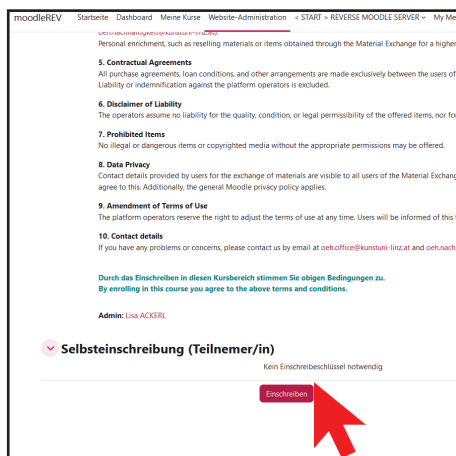 moodleREV Startseite Dashboard Meine Kurse Website-Administration < START > REVERSE MOODLE SERVER My Me
oeh.nachhaltigkeit@kunstuni-linz.at).
Personal enrichment, such as reselling materials or items obtained through the Material Exchange for a higher
5. Contractual Agreements
All purchase agreements, loan conditions, and other arrangements are made exclusively between the users of
Liability or indemnification against the platform operators is excluded.
6. Disclaimer of Liability
The operators assume no liability for the quality, condition, or legal permissibility of the offered items, nor for
7. Prohibited Items
No illegal or dangerous items or copyrighted media without the appropriate permissions may be offered.
8. Data Privacy
Contact details provided by users for the exchange of materials are visible to all users of the Material Exchang
agree to this. Additionally, the general Moodle privacy policy applies.
9. Amendment of Terms of Use
The platform operators reserve the right to adjust the terms of use at any time. Users will be informed of this
10. Contact details
If you have any problems or concerns, please contact us by email at oeh.office@kunstuni-linz.at and oeh.nach
Durch das Einschreiben in diesen Kursbereich stimmen Sie obigen Bedingungen zu.
By enrolling in this course you agree to the above terms and conditions.
Admin: Lisa ACKERL
Selbsteinschreibung (Teilnemer/in)
Kein Einschreibeschlüssel notwendig
Einschreiben